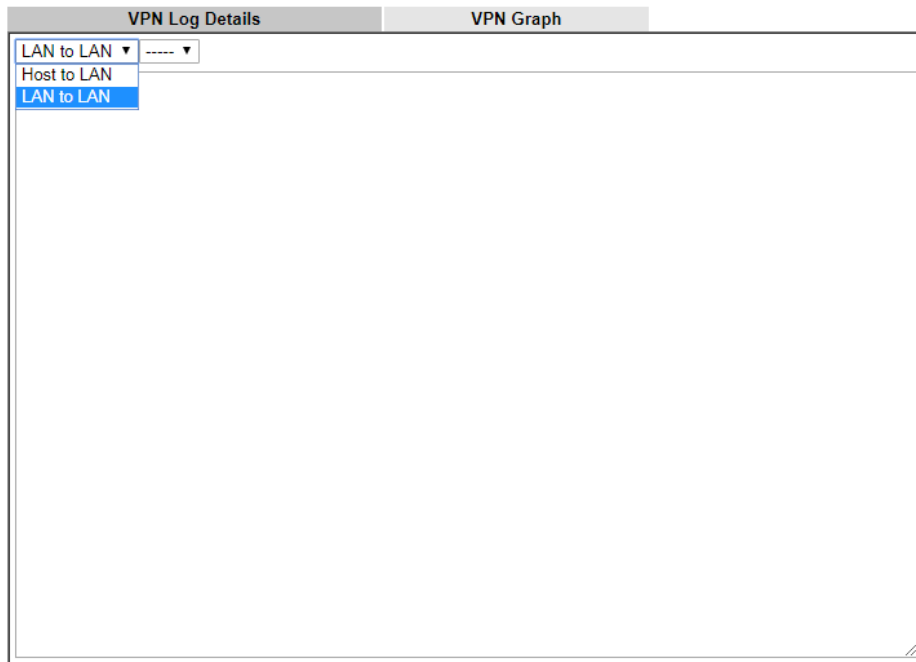 VPN Log Details VPN Graph
LAN to LAN -----
Host to LAN
LAN to LAN